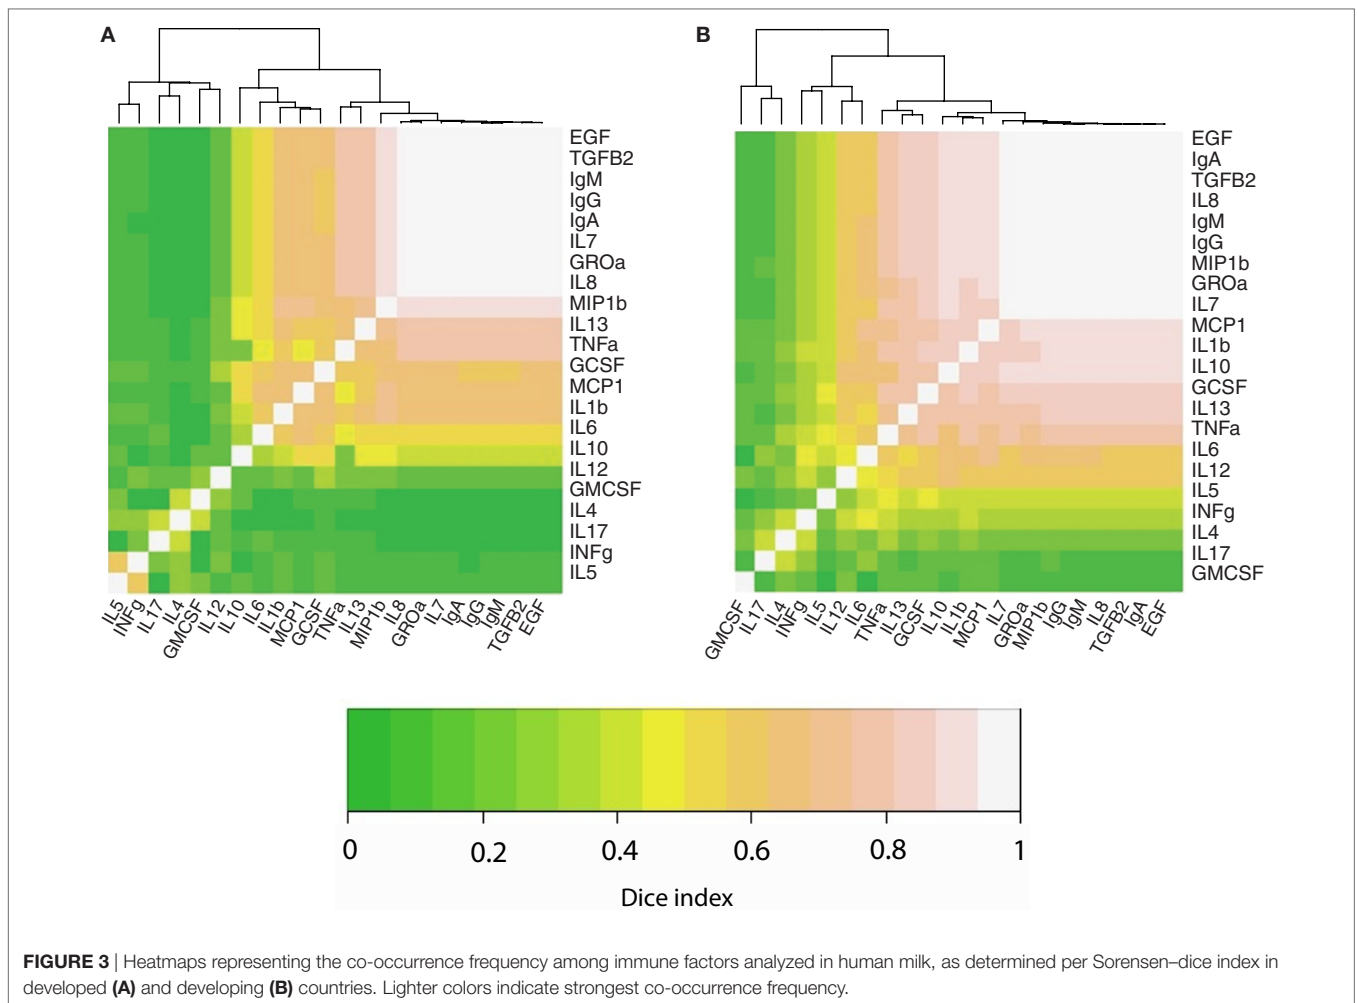 A
EGF
TGFB2
IgM
IgG
IgA
IL7
GROa
IL8
MIP1b
IL13
TNFa
GCSF
MCP1
IL1b
IL6
IL10
IL12
GMCSF
IL4
IL17
INFg
IL5
IL5
INFg
IL17
IL4
GMCSF
IL12
IL10
IL6
IL1b
MCP1
GCSF
TNFa
IL13
MIP1b
IL8
GROa
IL7
IgA
IgG
IgM
TGFB2
EGF
B
EGF
IgA
TGFB2
IL8
IgM
IgG
MIP1b
GROa
IL7
MCP1
IL1b
IL10
GCSF
IL13
TNFa
IL6
IL12
IL5
INFg
IL4
IL17
GMCSF
GMCSF
IL17
IL4
INFg
IL5
IL12
IL6
TNFa
IL13
GCSF
IL10
IL1b
MCP1
IL7
GROa
MIP1b
IgG
IgM
IL8
TGFB2
IgA
EGF
0 0.2 0.4 0.6 0.8 1
Dice index
FIGURE 3 | Heatmaps representing the co-occurrence frequency among immune factors analyzed in human milk, as determined per Sorensen–dice index in
developed (A) and developing (B) countries. Lighter colors indicate strongest co-occurrence frequency.